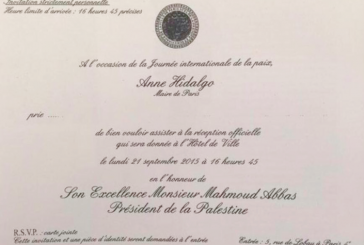 Invitation strictement personnelle
Heure limite d'arrivée : 16 heures 45 précises
A l'occasion de la Journée internationale de la paix,
Anne Hidalgo
Maire de Paris
prie ....
de bien vouloir assister à la réception officielle
qui sera donnée à l'Hôtel de Ville
le lundi 21 septembre 2015 à 16 heures 45
en l'honneur de
Son Excellence Monsieur Mahmoud Abbas
Président de la Palestine
R.S.V.P. : carte jointe
Cette invitation et une pièce d'identité seront demandées à l'entrée
Entrée : 5, rue de Lobau à Paris